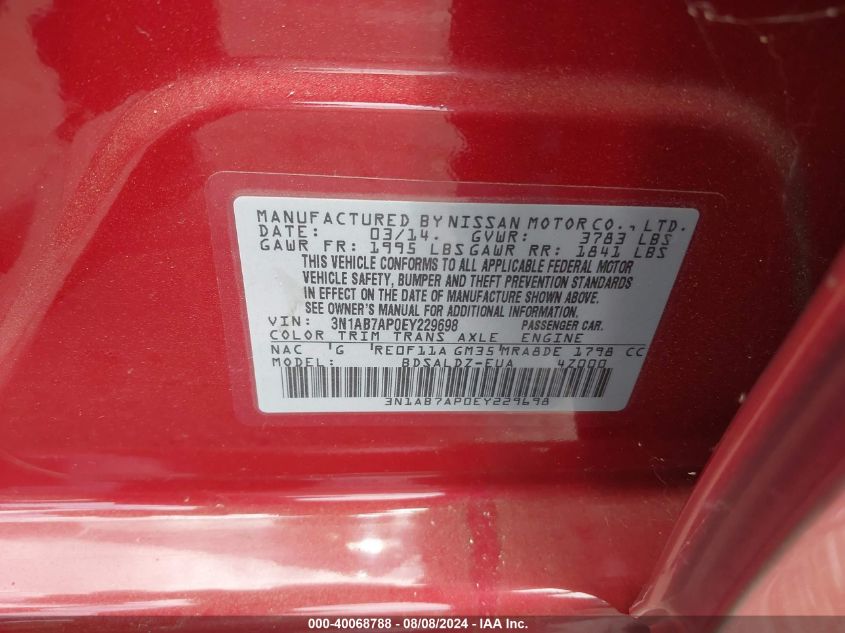 MANUFACTURED BY NISSAN MOTOR CO., LTD.
DATE: 03/14. GVWR: 3783 LBS
GAWR FR: 1995 LBS GAWR RR: 1841 LBS
THIS VEHICLE CONFORMS TO ALL APPLICABLE FEDERAL MOTOR
VEHICLE SAFETY, BUMPER AND THEFT PREVENTION STANDARDS
IN EFFECT ON THE DATE OF MANUFACTURE SHOWN ABOVE.
SEE OWNER'S MANUAL FOR ADDITIONAL INFORMATION.
VIN: 3N1AB7AP0EY229698 PASSENGER CAR.
COLOR TRIM TRANS AXLE ENGINE
NAC G RE0F11A GM35 MRA8DE 1798 CC
MODEL: BDSALDZ-EUA 4Z000
3N1AB7AP0EY229698
000-40068788 - 08/08/2024 - IAA Inc.